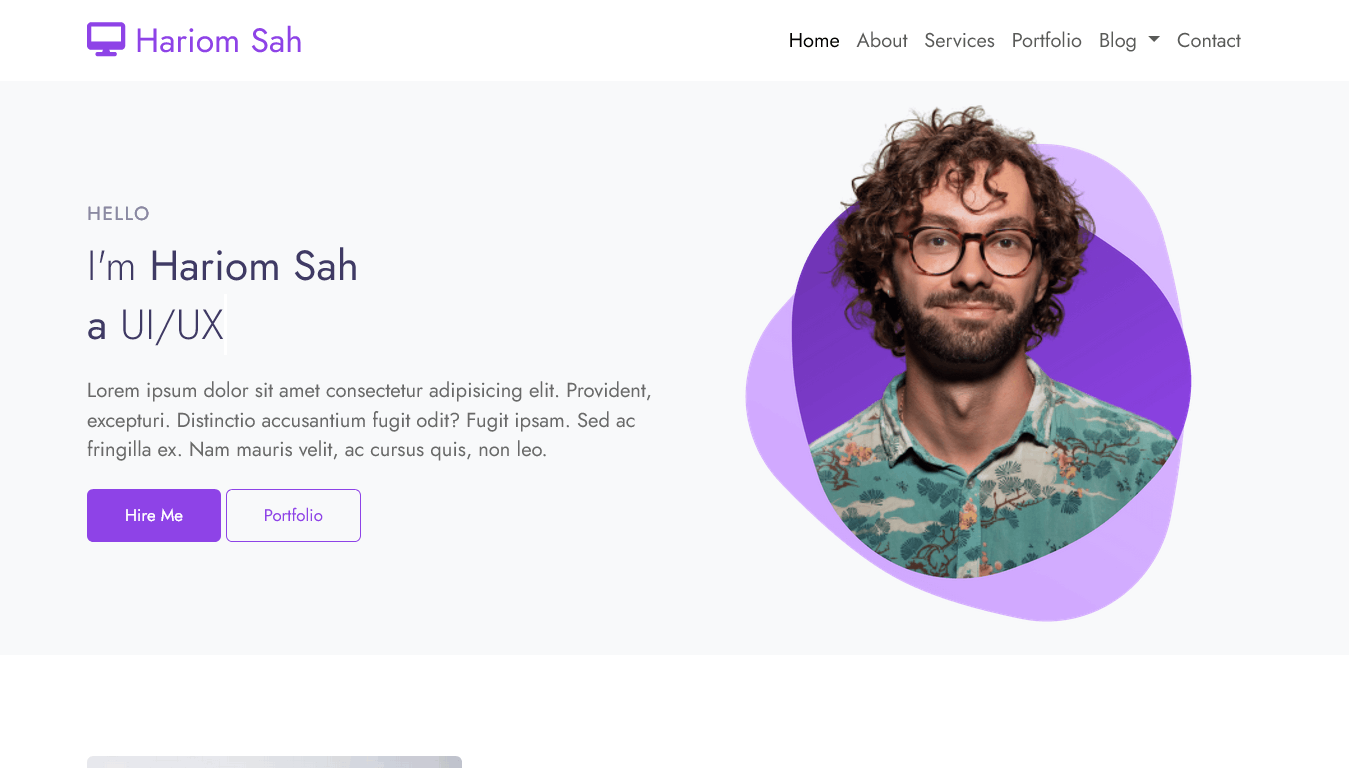 Hariom Sah
Home About Services Portfolio Blog Contact
HELLO
I'm Hariom Sah
a UI/UX
Lorem ipsum dolor sit amet consectetur adipisicing elit. Provident,
excepturi. Distinctio accusantium fugit odit? Fugit ipsam. Sed ac
fringilla ex. Nam mauris velit, ac cursus quis, non leo.
Hire Me
Portfolio